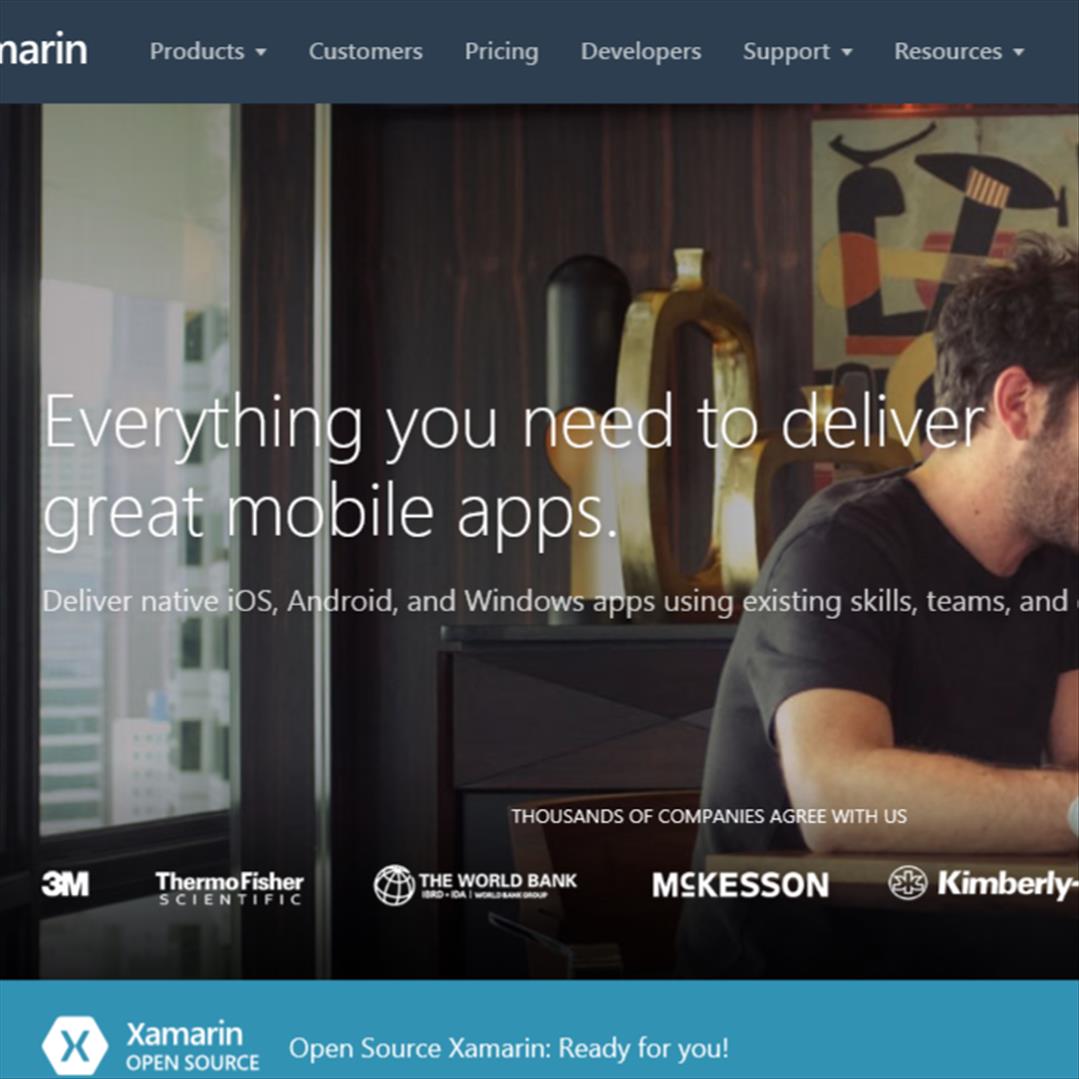 marin Products Customers Pricing Developers Support Resources
Everything you need to deliver
great mobile apps.
Deliver native iOS, Android, and Windows apps using existing skills, teams, and
THOUSANDS OF COMPANIES AGREE WITH US
3M
ThermoFisher
SCIENTIFIC
THE WORLD BANK
IBRD • IDA | WORLD BANK GROUP
MCKESSON
Kimberly-
Xamarin
OPEN SOURCE
Open Source Xamarin: Ready for you!